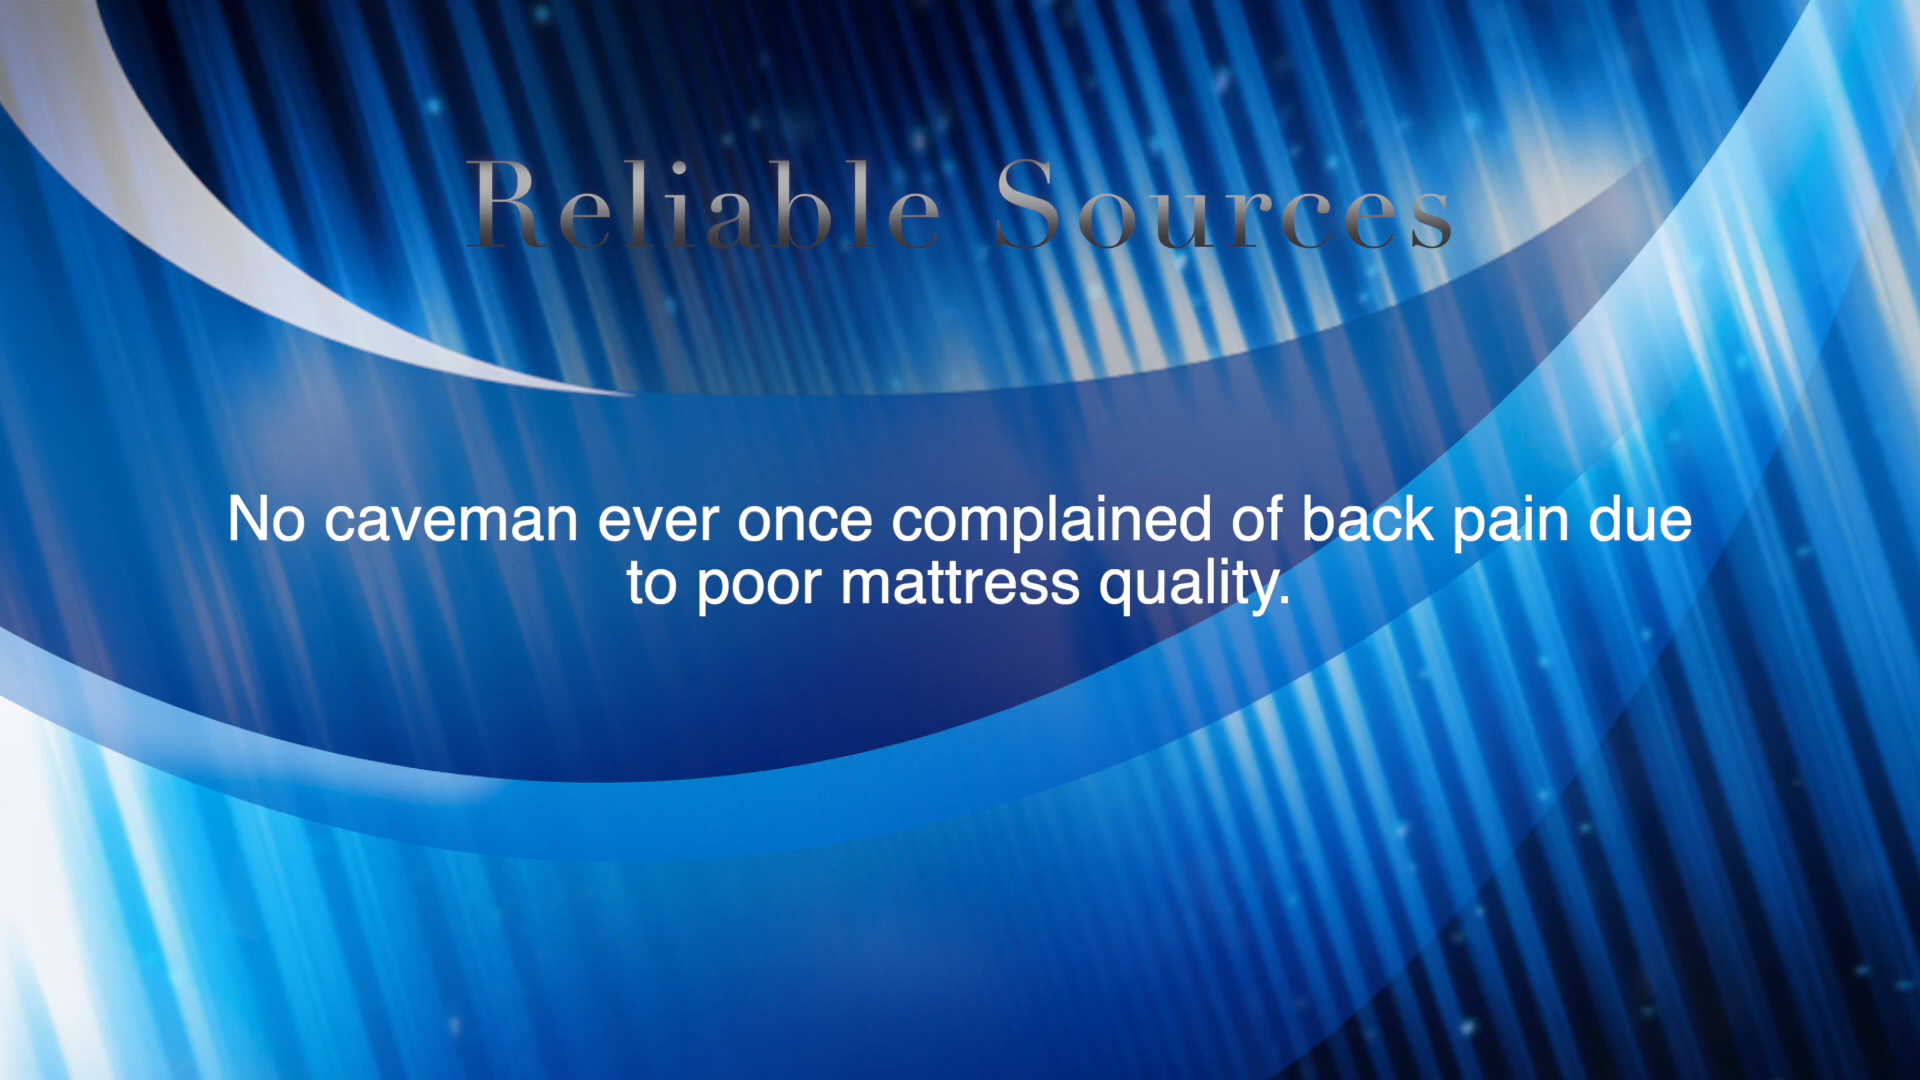 Reliable Sources
No caveman ever once complained of back pain due
to poor mattress quality.